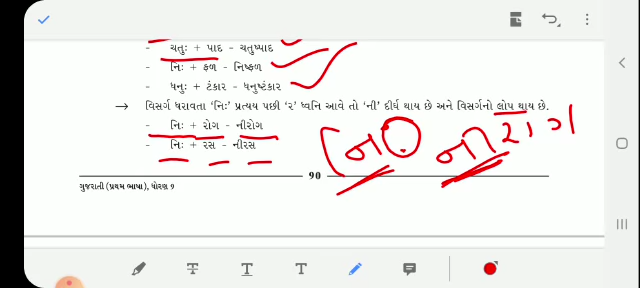 - ચતુઃ + પાદ - ચતુષ્પાદ
- નિઃ + ફળ - નિષ્ફળ
- ધનુઃ + ટંકાર - ધનુષ્ટંકાર
→ વિસર્ગ ધરાવતા 'નિઃ' પ્રત્યય પછી 'ર' ધ્વનિ આવે તો 'ની' દીર્ઘ થાય છે અને વિસર્ગનો લોપ થાય છે.
- નિઃ + રોગ - નીરોગ
- નિઃ + રસ - નીરસ
નિઃ ની રોગ
90
ગુજરાતી (પ્રથમ ભાષા), ધોરણ ૭
T T T